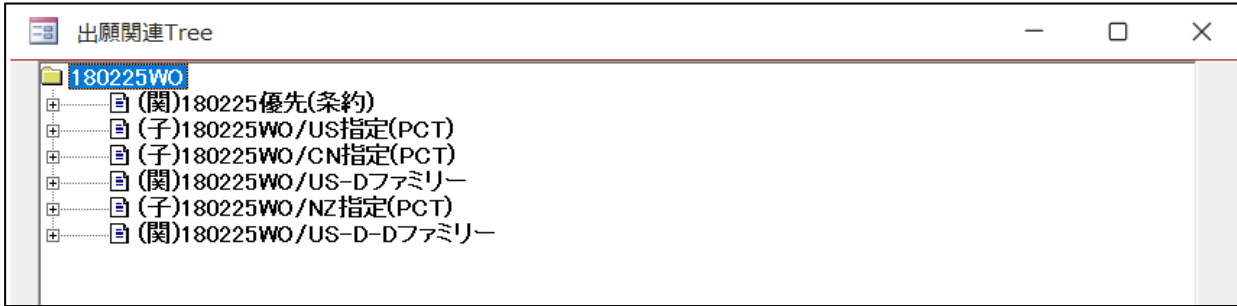 出願関連Tree
180225WO
(関)180225優先(条約)
(子)180225WO/US指定(PCT)
(子)180225WO/CN指定(PCT)
(関)180225WO/US-Dファミリー
(子)180225WO/NZ指定(PCT)
(関)180225WO/US-D-Dファミリー